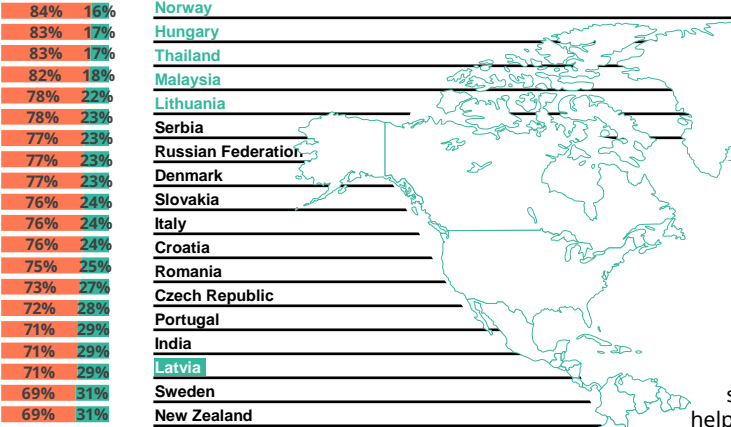 84% 16% Norway
83% 17% Hungary
83% 17% Thailand
82% 18% Malaysia
78% 22% Lithuania
78% 23% Serbia
77% 23% Russian Federation
77% 23% Denmark
77% 23% Slovakia
76% 24% Italy
76% 24% Croatia
76% 24% Romania
75% 25% Czech Republic
73% 27% Portugal
72% 28% India
71% 29% Latvia
71% 29% Sweden
71% 29% New Zealand
69% 31%
69% 31%
s
help